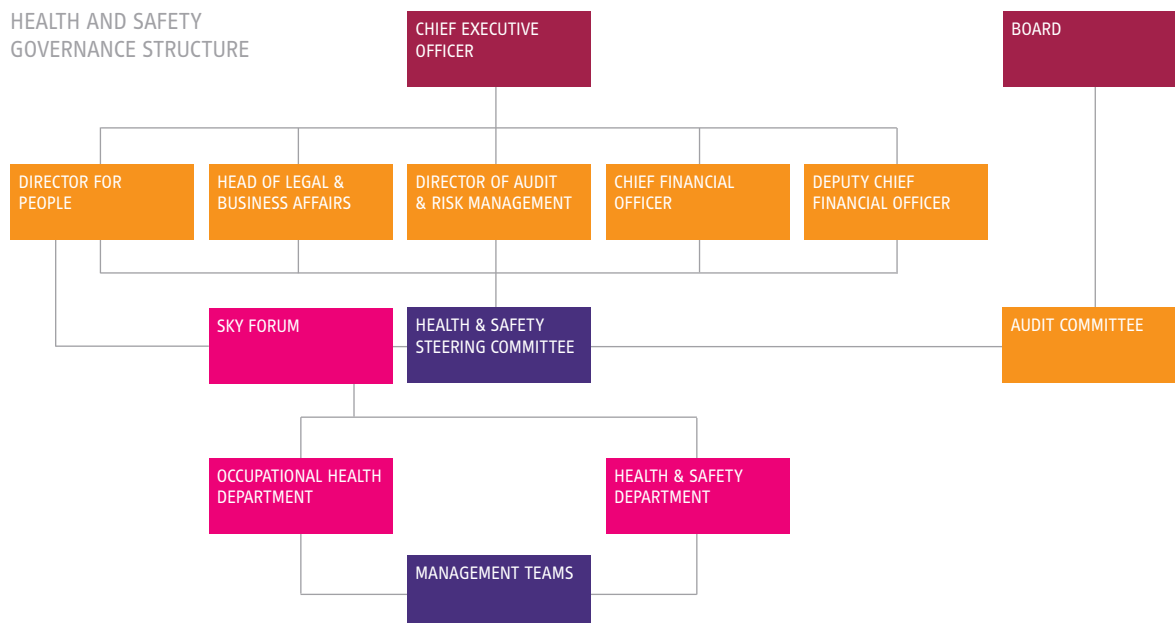 HEALTH AND SAFETY
GOVERNANCE STRUCTURE
CHIEF EXECUTIVE
OFFICER
BOARD
DIRECTOR FOR
PEOPLE
HEAD OF LEGAL &
BUSINESS AFFAIRS
DIRECTOR OF AUDIT
& RISK MANAGEMENT
CHIEF FINANCIAL
OFFICER
DEPUTY CHIEF
FINANCIAL OFFICER
SKY FORUM
HEALTH & SAFETY
STEERING COMMITTEE
AUDIT COMMITTEE
OCCUPATIONAL HEALTH
DEPARTMENT
HEALTH & SAFETY
DEPARTMENT
MANAGEMENT TEAMS